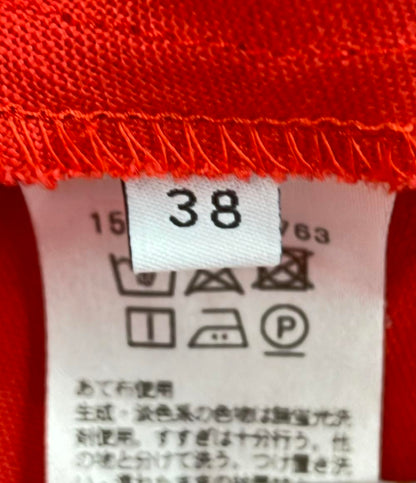 38
15
763
P
あて布使用
生成・淡色系の色物は無蛍光洗
剤使用。すすぎは十分行う。他
の物と分けて洗う。つけ置き洗